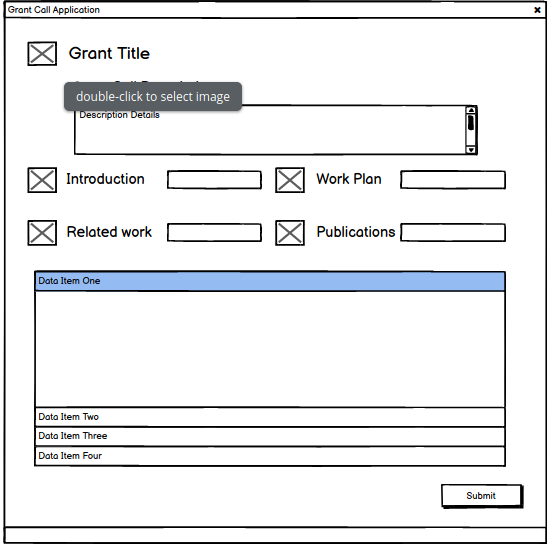 Grant Call Application
Grant Title
double-click to select image
Description Details
Introduction
Work Plan
Related work
Publications
Data Item One
Data Item Two
Data Item Three
Data Item Four
Submit